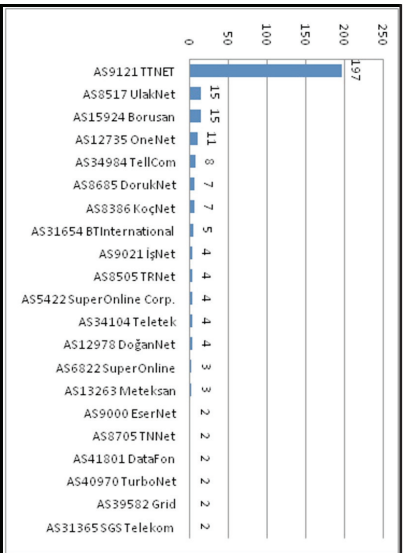 0 50 100 150 200 250
AS9121 TTNET 197
AS8517 UlakNet 15
AS15924 Borusan 15
AS12735 OneNet 11
AS34984 TellCom 8
AS8685 DorukNet 7
AS8386 KoçNet 7
AS31654 BTInternational 5
AS9021 İşNet 4
AS8505 TRNet 4
AS5422 SuperOnline Corp. 4
AS34104 Teletek 4
AS12978 DoğanNet 4
AS6822 SuperOnline 3
AS13263 Meteksan 3
AS9000 EserNet 2
AS8705 TNNet 2
AS41801 DataFon 2
AS40970 TurboNet 2
AS39582 Grid 2
AS31365 SGS Telekom 2